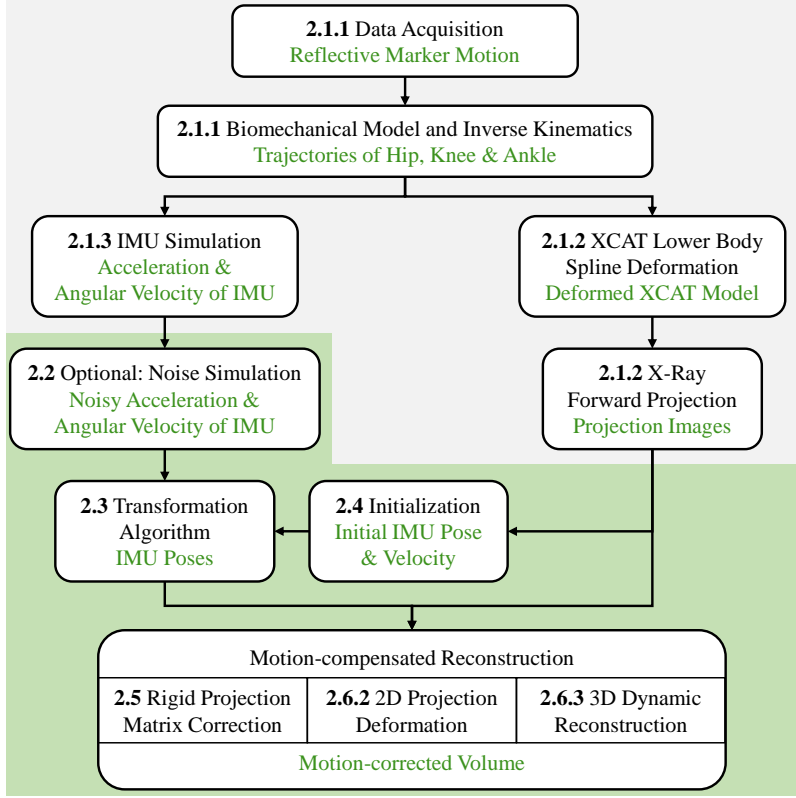 2.1.1 Data Acquisition
Reflective Marker Motion
2.1.1 Biomechanical Model and Inverse Kinematics
Trajectories of Hip, Knee & Ankle
2.1.3 IMU Simulation
Acceleration &
Angular Velocity of IMU
2.1.2 XCAT Lower Body
Spline Deformation
Deformed XCAT Model
2.2 Optional: Noise Simulation
Noisy Acceleration &
Angular Velocity of IMU
2.1.2 X-Ray
Forward Projection
Projection Images
2.3 Transformation
Algorithm
IMU Poses
2.4 Initialization
Initial IMU Pose
& Velocity
Motion-compensated Reconstruction
2.5 Rigid Projection
Matrix Correction
2.6.2 2D Projection
Deformation
2.6.3 3D Dynamic
Reconstruction
Motion-corrected Volume